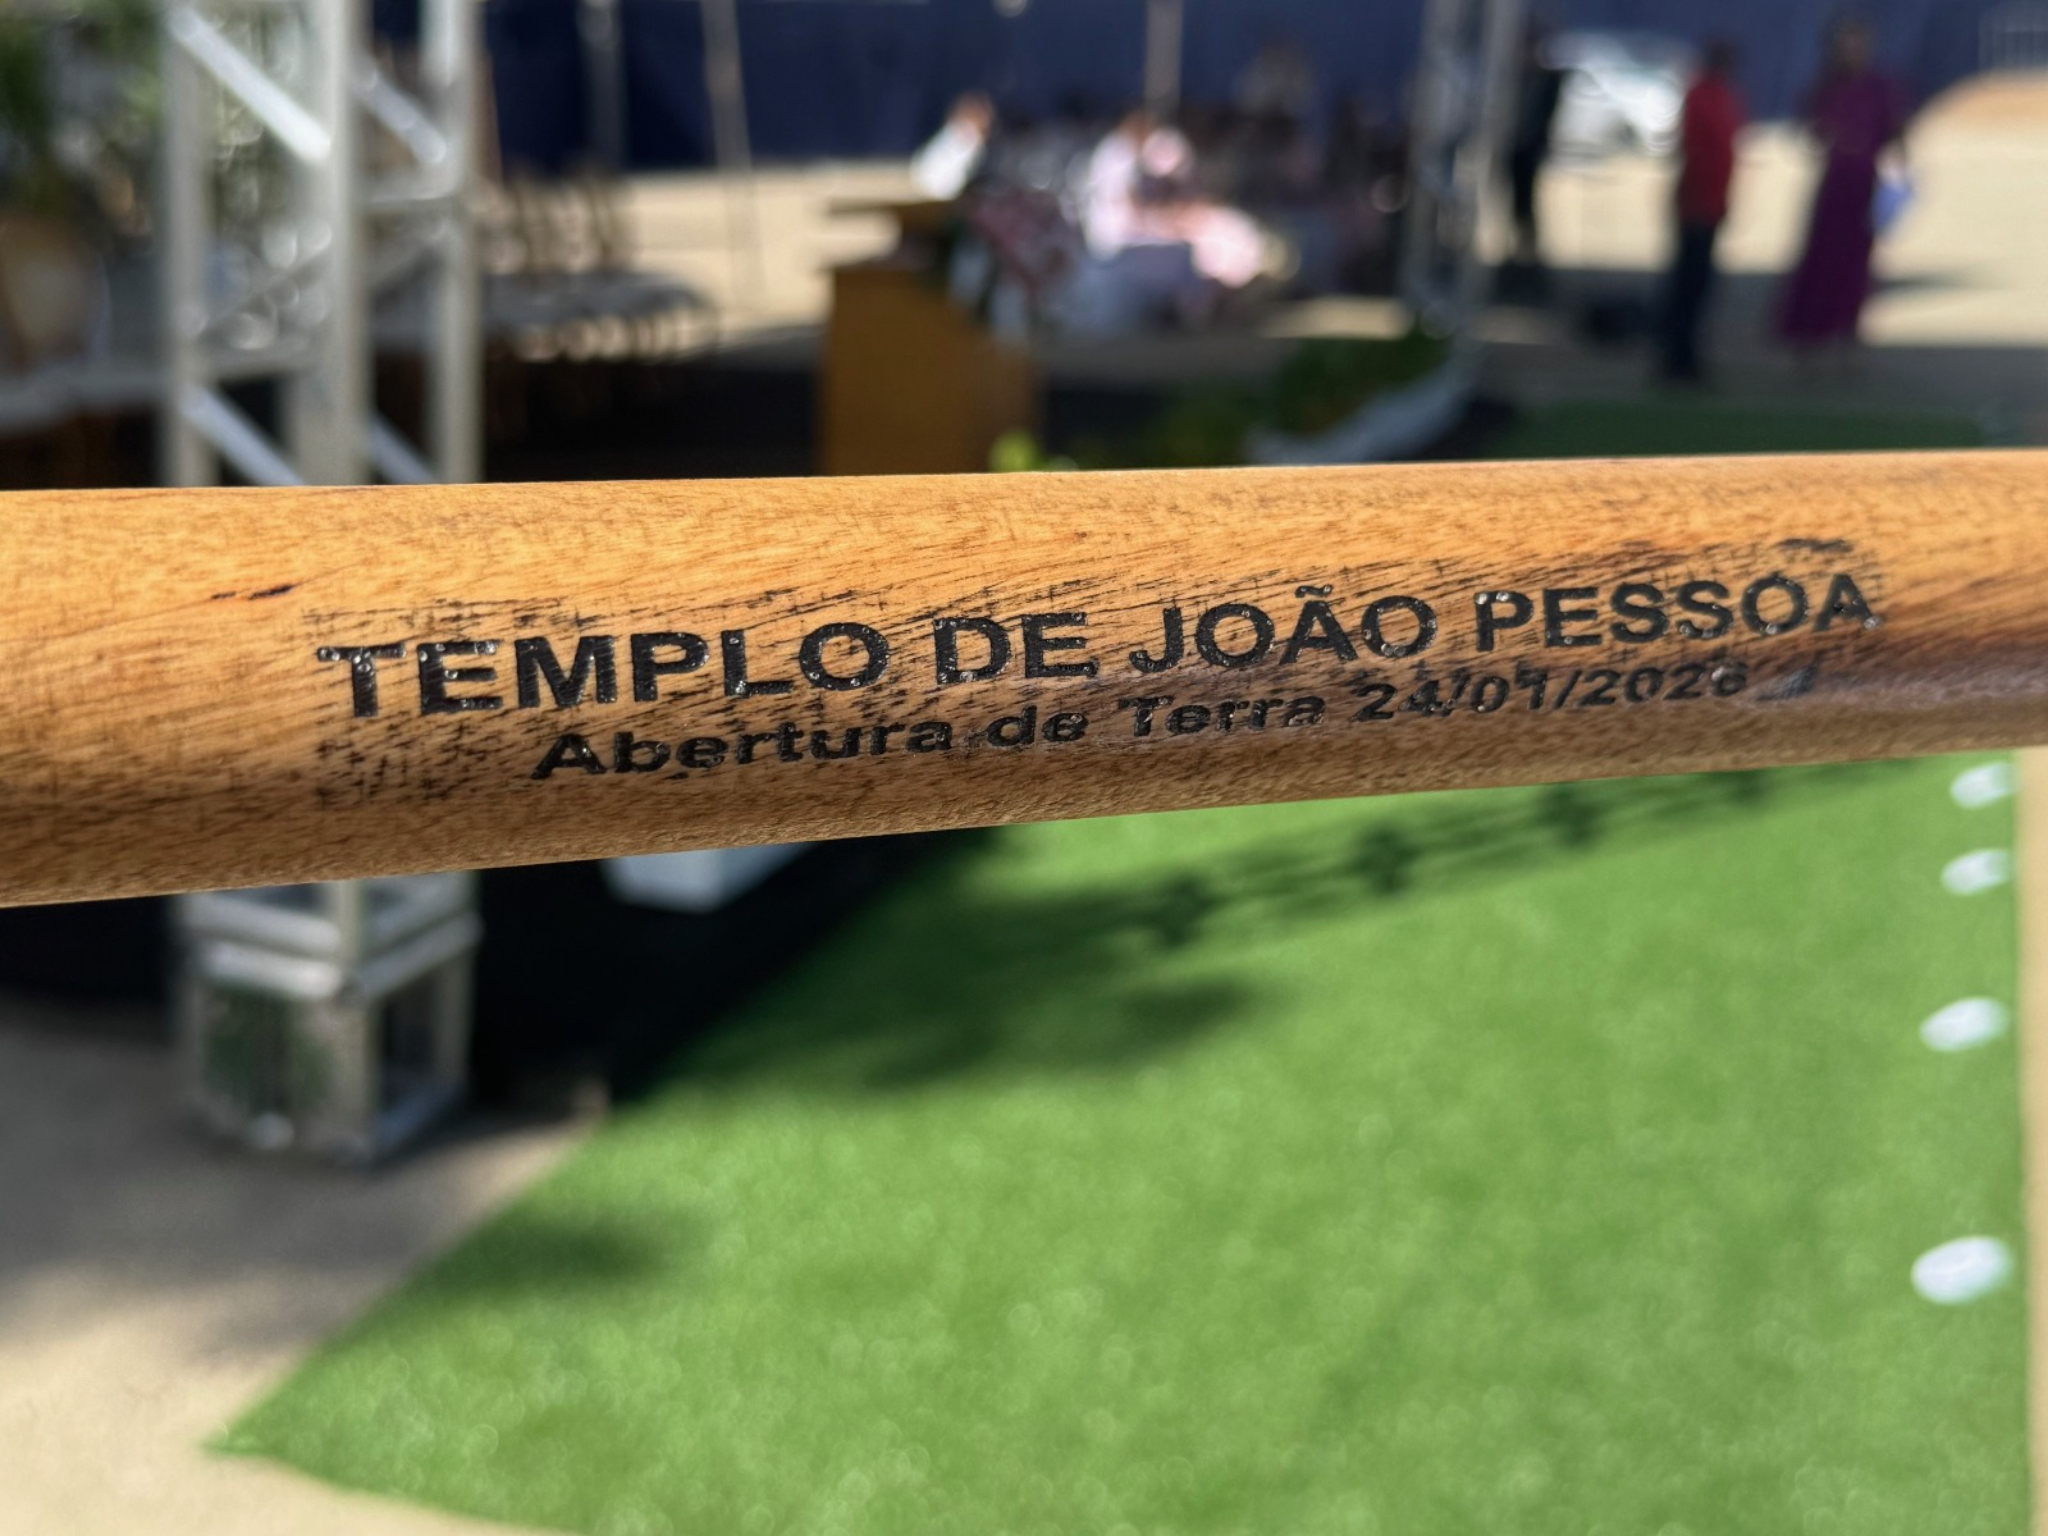 TEMPLO DE JOÃO PESSOA
Abertura de Terra